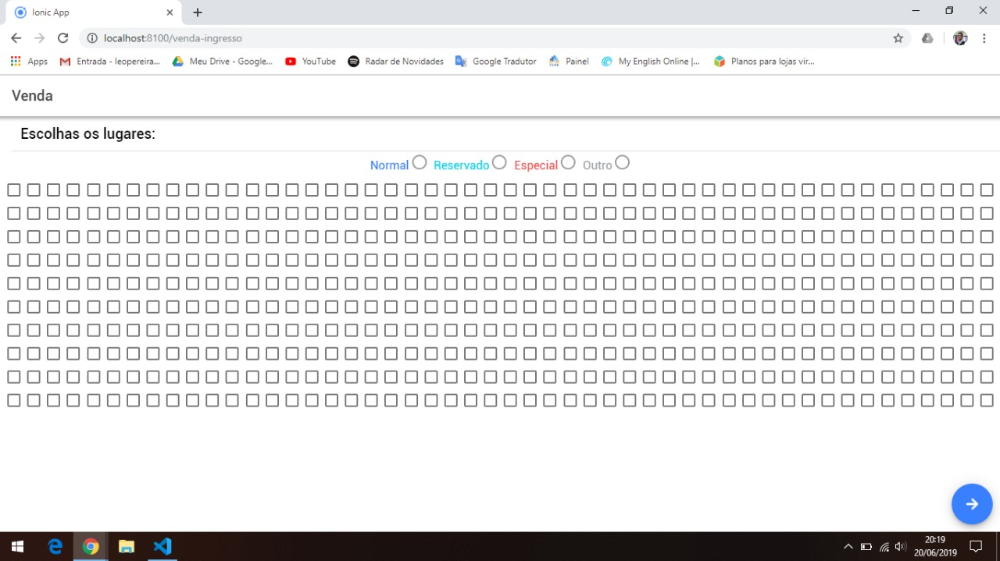 Ionic App
localhost:8100/venda-ingresso
Apps Entrada - leopereira... Meu Drive - Google... YouTube Radar de Novidades Google Tradutor Painel My English Online |... Planos para lojas vir...
Venda
Escolhas os lugares:
Normal Reservado Especial Outro
20:19
20/06/2019